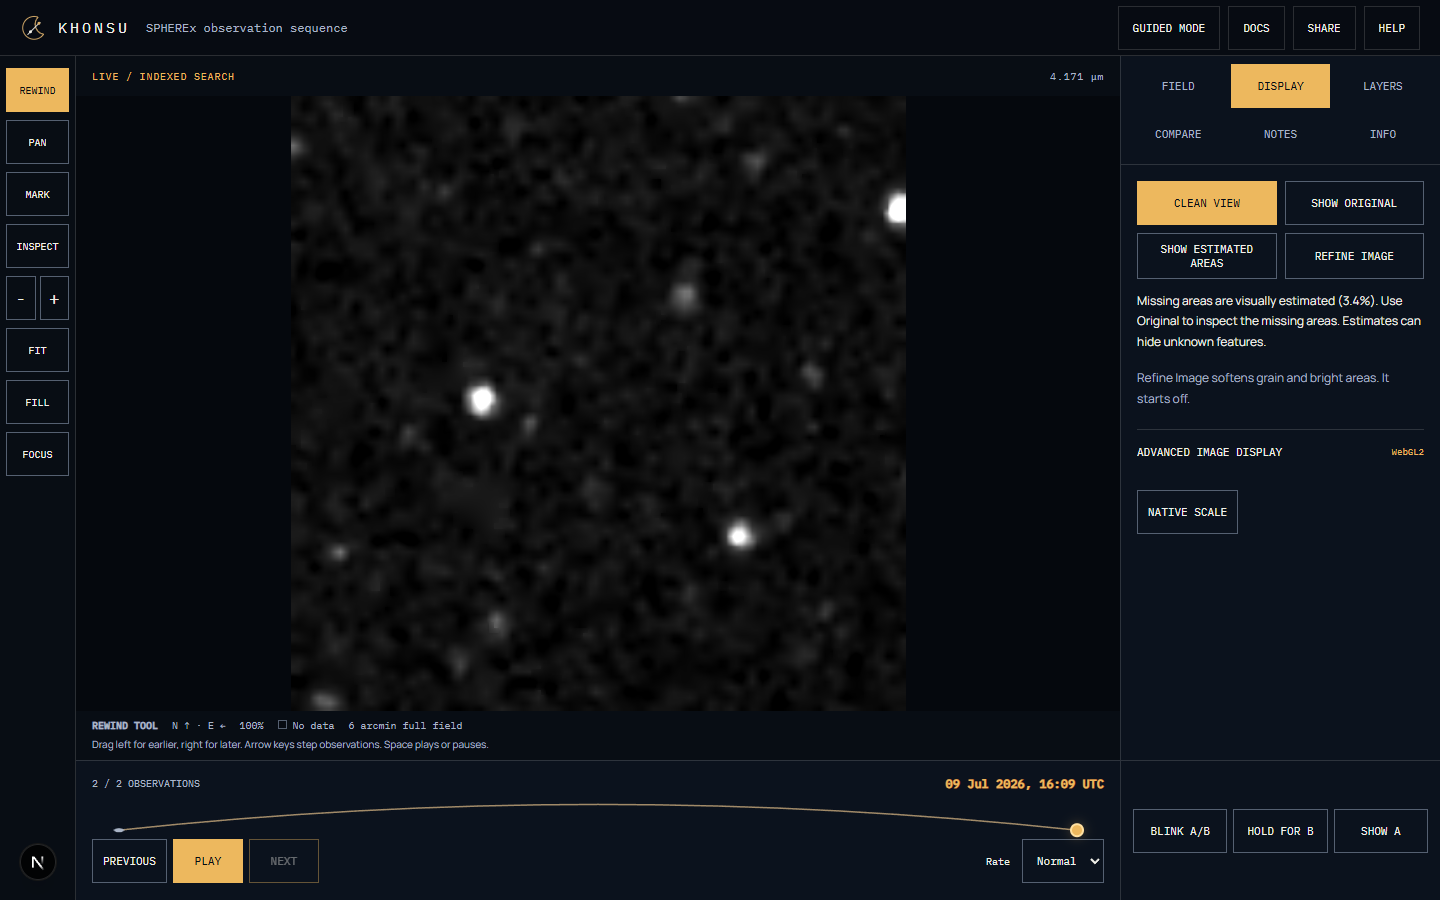 KHONSU SPHEREx observation sequence
GUIDED MODE DOCS SHARE HELP
REWIND
PAN
MARK
INSPECT
- +
FIT
FILL
FOCUS
N
LIVE / INDEXED SEARCH 4.171 µm
REWIND TOOL N ↑ · E ← 100% No data 6 arcmin full field
Drag left for earlier, right for later. Arrow keys step observations. Space plays or pauses.
2 / 2 OBSERVATIONS 09 Jul 2026, 16:09 UTC
PREVIOUS PLAY NEXT Rate Normal
FIELD DISPLAY LAYERS
COMPARE NOTES INFO
CLEAN VIEW SHOW ORIGINAL
SHOW ESTIMATED
AREAS
REFINE IMAGE
Missing areas are visually estimated (3.4%). Use
Original to inspect the missing areas. Estimates can
hide unknown features.
Refine Image softens grain and bright areas. It
starts off.
ADVANCED IMAGE DISPLAY WebGL2
NATIVE SCALE
BLINK A/B HOLD FOR B SHOW A